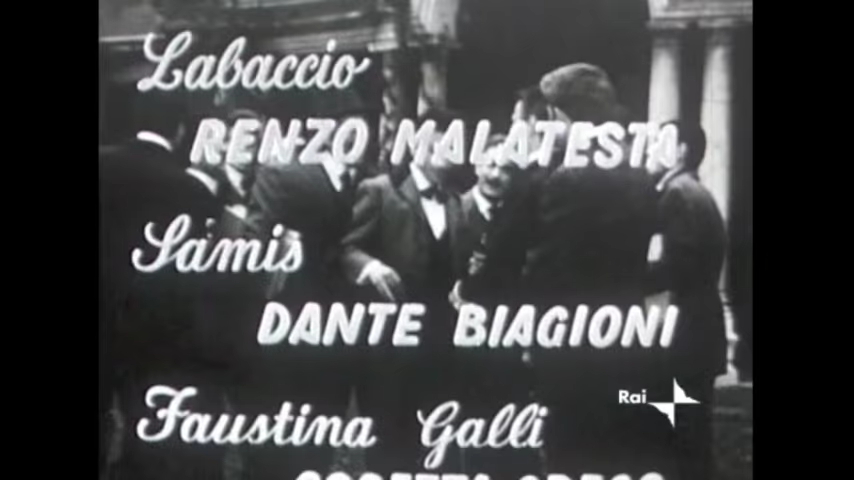 Labaccio
RENZO MALATESTA
Samis
DANTE BIAGIONI
Rai
Faustina Galli